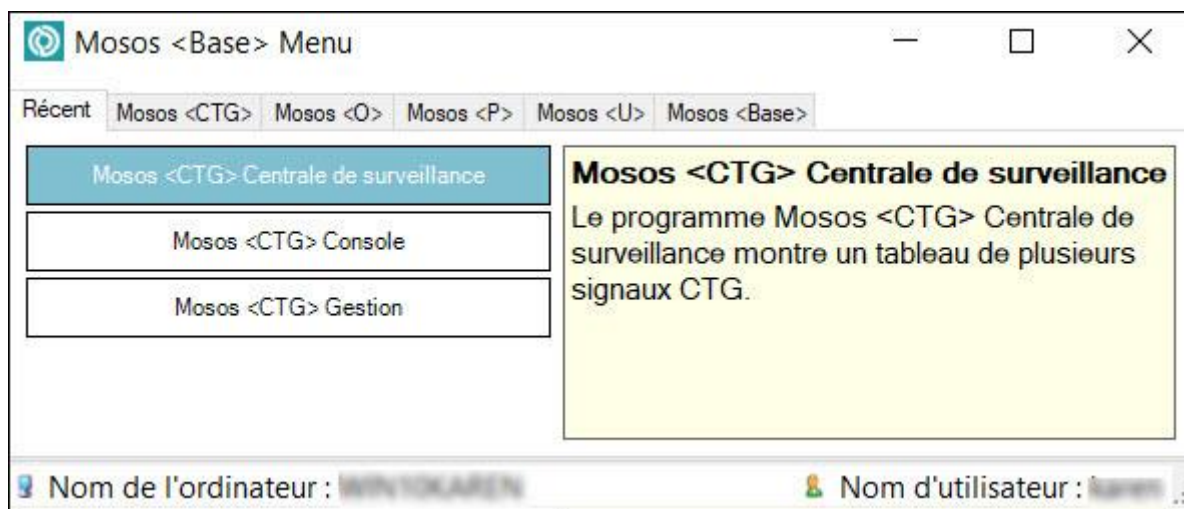 Mosos <Base> Menu
Récent Mosos <CTG> Mosos <O> Mosos <P> Mosos <U> Mosos <Base>
Mosos <CTG> Centrale de surveillance
Mosos <CTG> Console
Mosos <CTG> Gestion
Mosos <CTG> Centrale de surveillance
Le programme Mosos <CTG> Centrale de
surveillance montre un tableau de plusieurs
signaux CTG.
Nom de l'ordinateur :
Nom d'utilisateur :